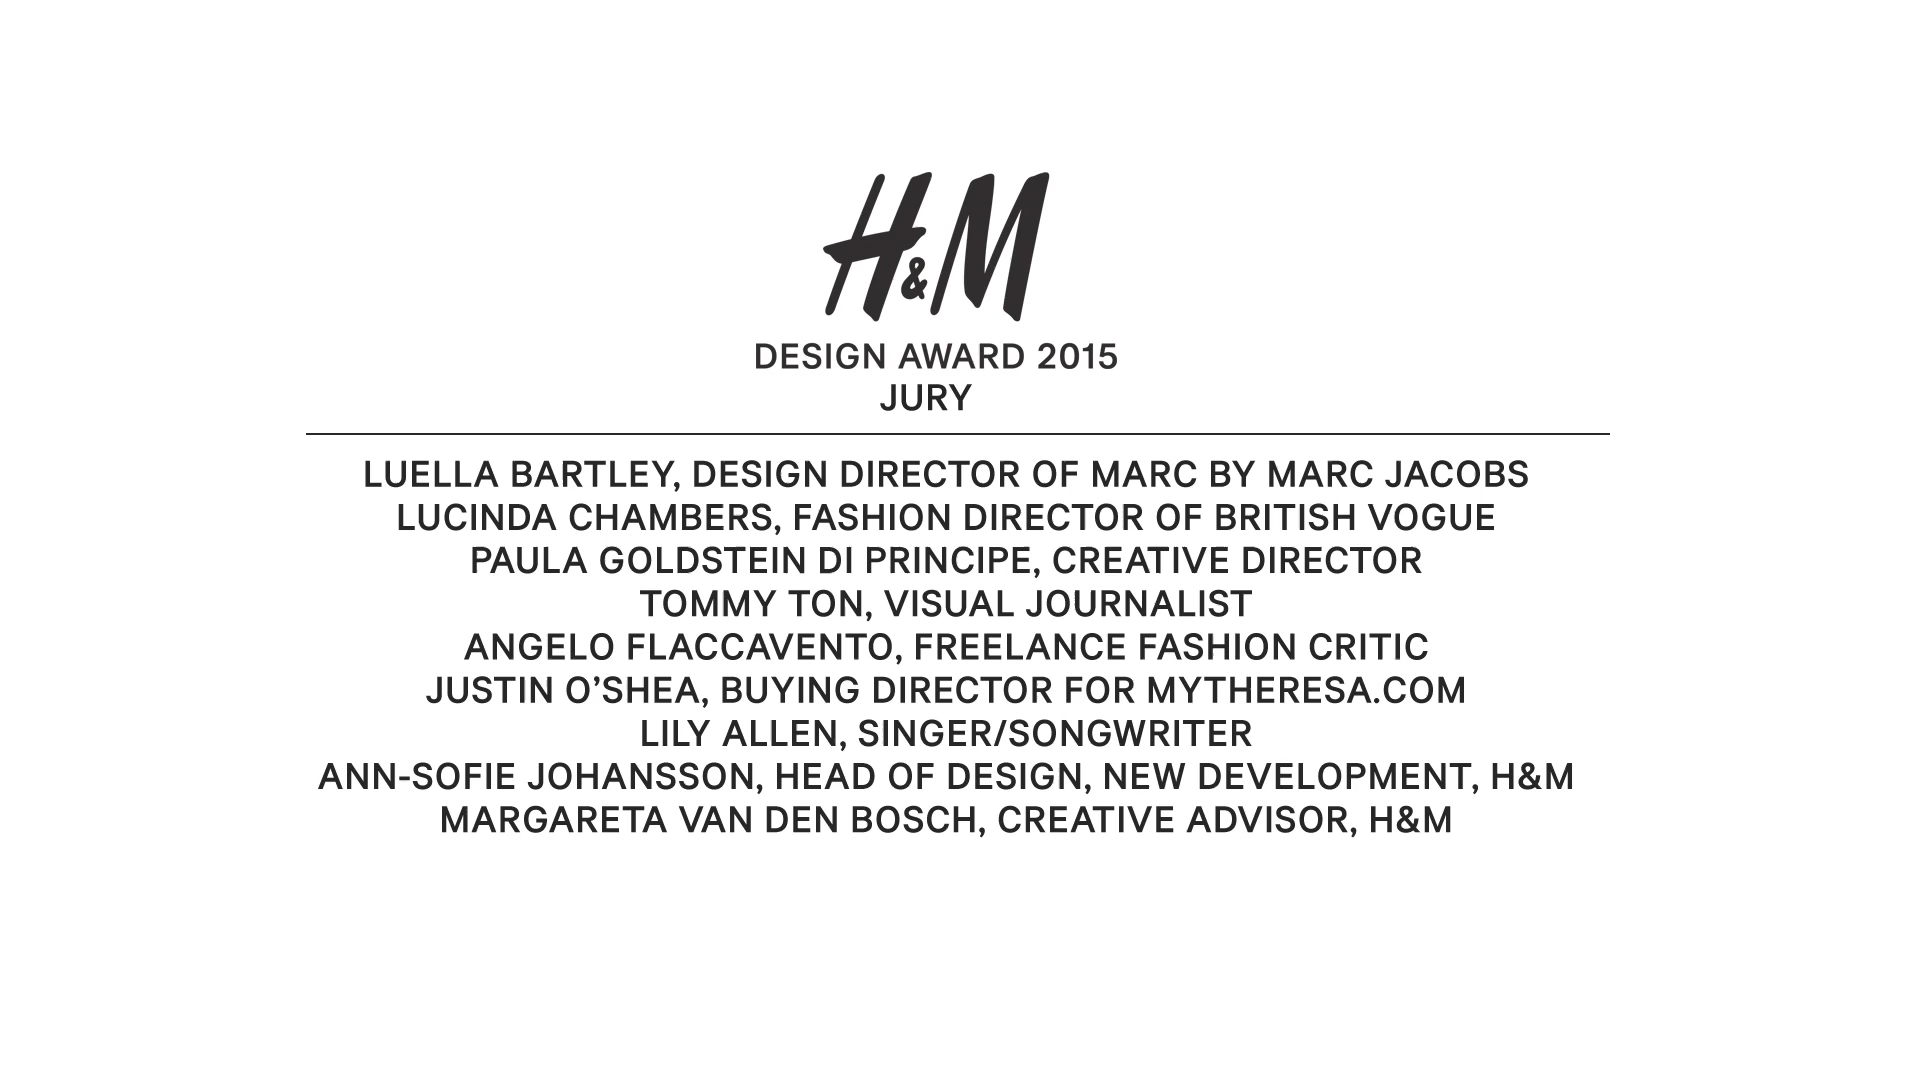 H&M
DESIGN AWARD 2015
JURY
LUELLA BARTLEY, DESIGN DIRECTOR OF MARC BY MARC JACOBS
LUCINDA CHAMBERS, FASHION DIRECTOR OF BRITISH VOGUE
PAULA GOLDSTEIN DI PRINCIPE, CREATIVE DIRECTOR
TOMMY TON, VISUAL JOURNALIST
ANGELO FLACCAVENTO, FREELANCE FASHION CRITIC
JUSTIN O’SHEA, BUYING DIRECTOR FOR MYTHERESA.COM
LILY ALLEN, SINGER/SONGWRITER
ANN-SOFIE JOHANSSON, HEAD OF DESIGN, NEW DEVELOPMENT, H&M
MARGARETA VAN DEN BOSCH, CREATIVE ADVISOR, H&M